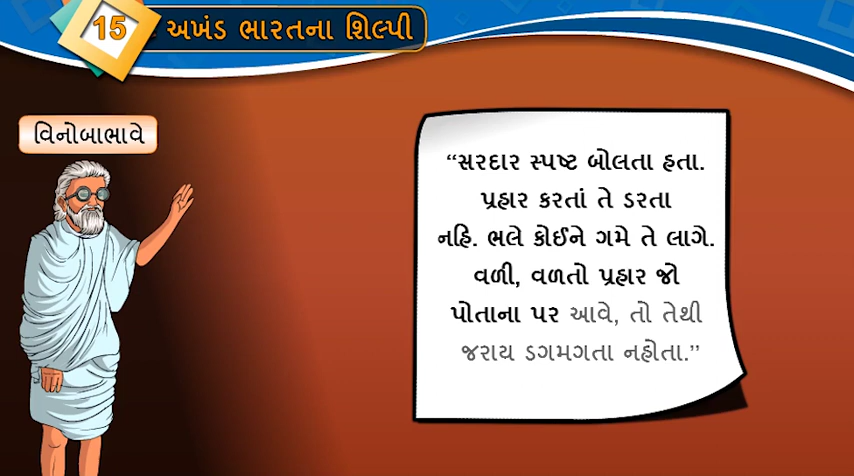 15
અખંડ ભારતના શિલ્પી
વિનોબાભાવે
“સરદાર સ્પષ્ટ બોલતા હતા.
પ્રહાર કરતાં તે ડરતા
નહિ. ભલે કોઈને ગમે તે લાગે.
વળી, વળતો પ્રહાર જો
પોતાના પર આવે, તો તેથી
જરાય ડગમગતા નહોતા.”